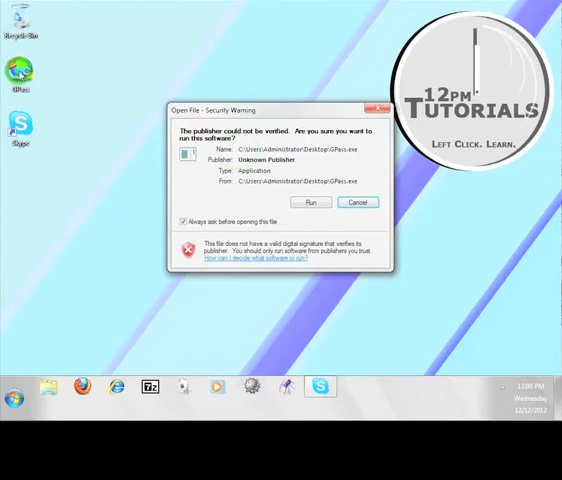 Recycle Bin
GPass
Skype
12PM
TUTORIALS
LEFT CLICK. LEARN.
Open File - Security Warning
The publisher could not be verified. Are you sure you want to
run this software?
Name: C:\Users\Administrator\Desktop\GPass.exe
Publisher: Unknown Publisher
Type: Application
From: C:\Users\Administrator\Desktop\GPass.exe
Run Cancel
Always ask before opening this file
This file does not have a valid digital signature that verifies its
publisher. You should only run software from publishers you trust.
How can I decide what software to run?
7z
12:00 PM
Wednesday
12/12/2012